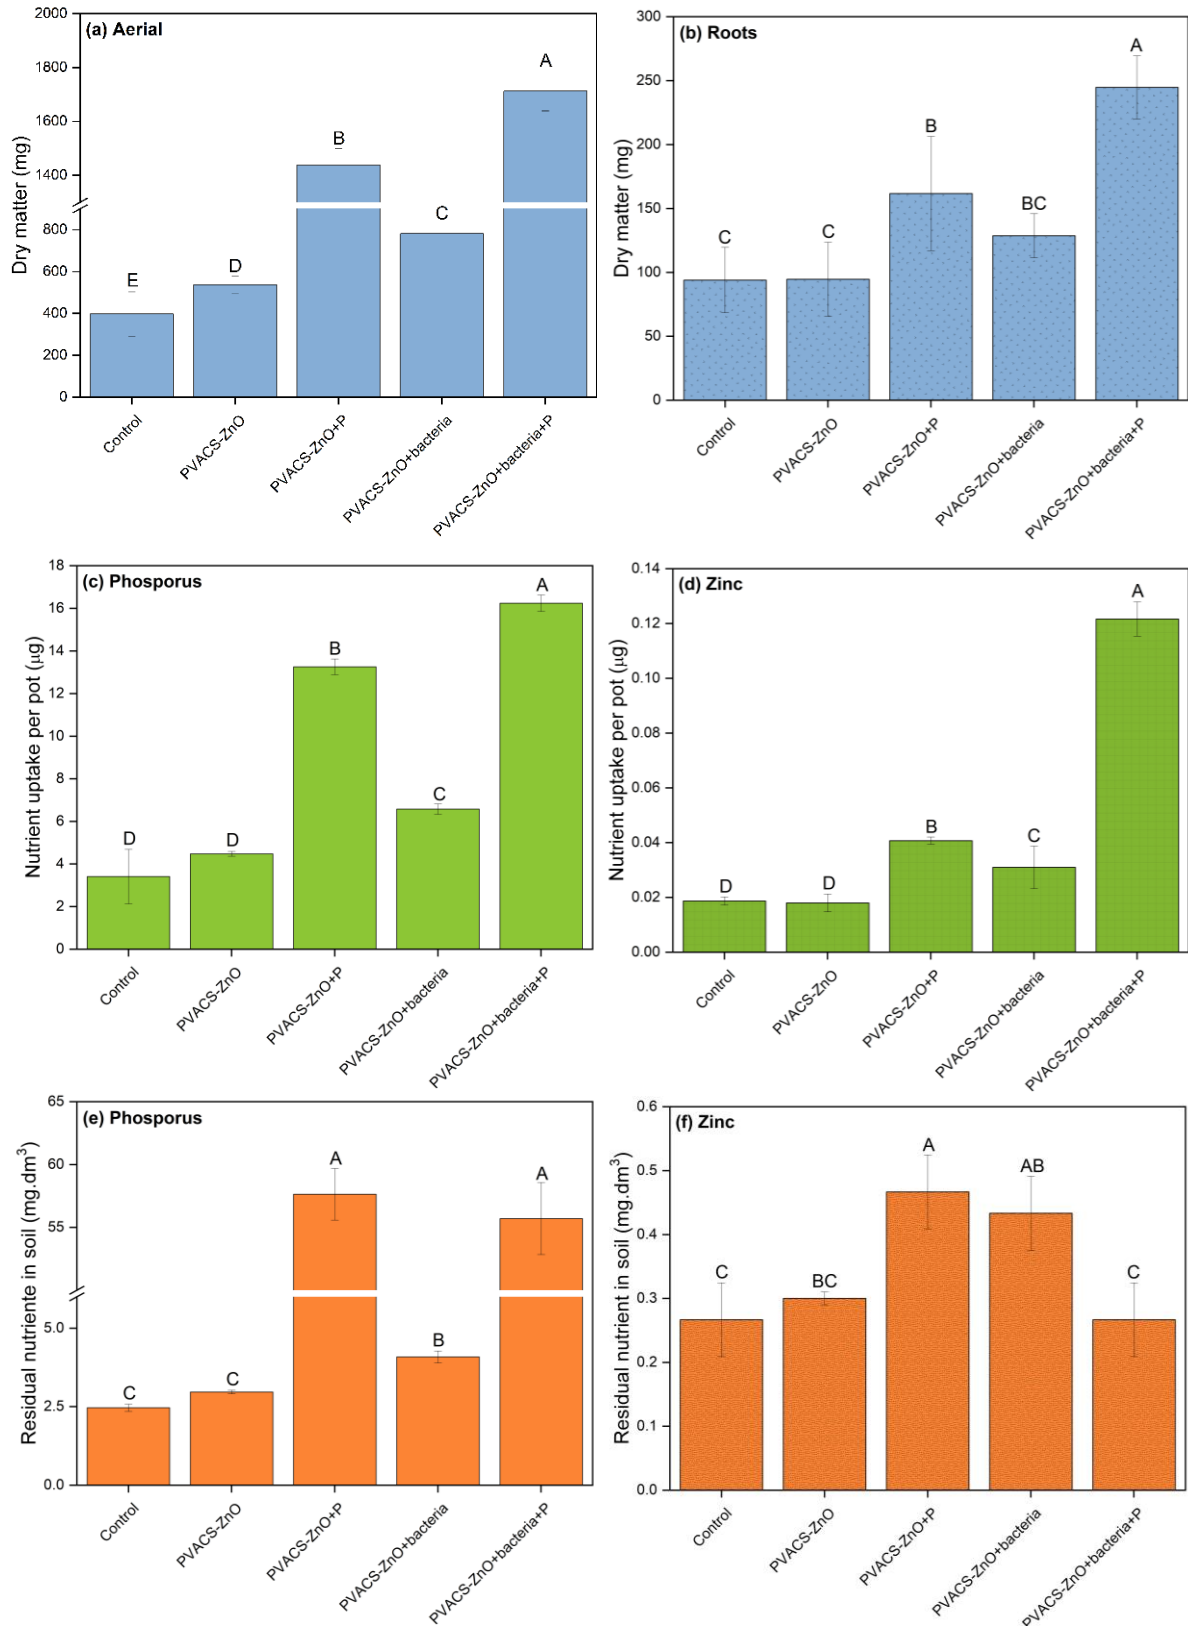 (a) Aerial
Dry matter (mg)
2000
1800
1600
1400
800
600
400
200
0
E
D
B
C
A
Control
PVACS-ZnO
PVACS-ZnO+P
PVACS-ZnO+bacteria
PVACS-ZnO+bacteria+P
(b) Roots
Dry matter (mg)
300
250
200
150
100
50
0
C
C
B
BC
A
Control
PVACS-ZnO
PVACS-ZnO+P
PVACS-ZnO+bacteria
PVACS-ZnO+bacteria+P
(c) Phosporus
Nutrient uptake per pot (μg)
18
16
14
12
10
8
6
4
2
0
D
D
B
C
A
Control
PVACS-ZnO
PVACS-ZnO+P
PVACS-ZnO+bacteria
PVACS-ZnO+bacteria+P
(d) Zinc
Nutrient uptake per pot (μg)
0.14
0.12
0.10
0.08
0.06
0.04
0.02
0.00
D
D
B
C
A
Control
PVACS-ZnO
PVACS-ZnO+P
PVACS-ZnO+bacteria
PVACS-ZnO+bacteria+P
(e) Phosporus
Residual nutriente in soil (mg.dm³)
65
60
55
5.0
2.5
0.0
C
C
A
B
A
Control
PVACS-ZnO
PVACS-ZnO+P
PVACS-ZnO+bacteria
PVACS-ZnO+bacteria+P
(f) Zinc
Residual nutrient in soil (mg.dm³)
0.6
0.5
0.4
0.3
0.2
0.1
0.0
C
BC
A
AB
C
Control
PVACS-ZnO
PVACS-ZnO+P
PVACS-ZnO+bacteria
PVACS-ZnO+bacteria+P